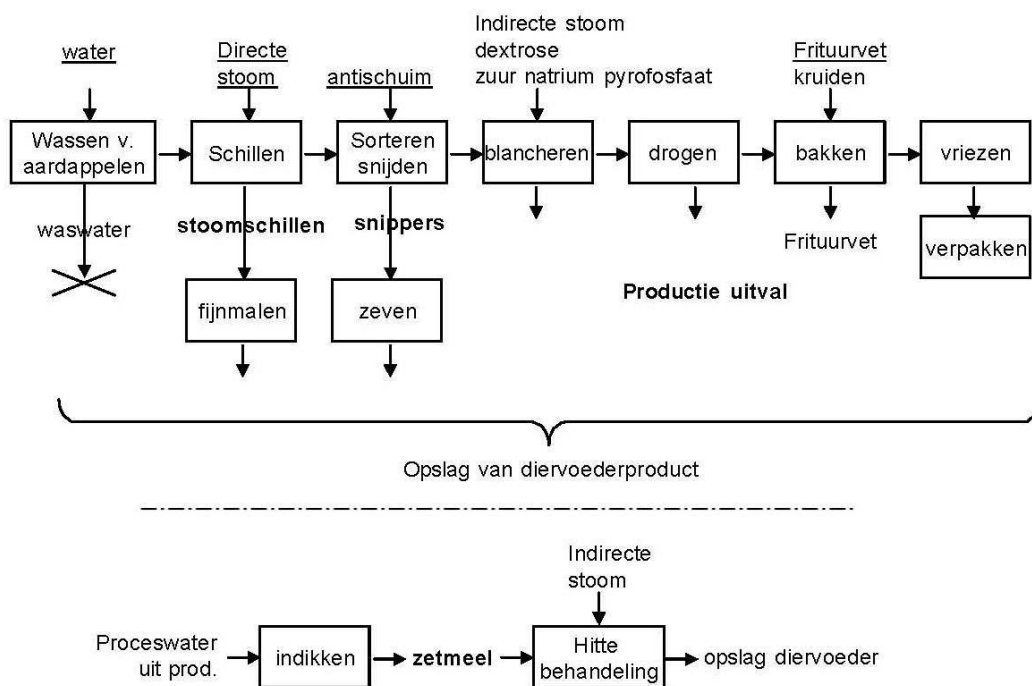 water
Directe
stoom
antischuim
Indirecte stoom
dextrose
zuur natrium pyrofosfaat
Frituurvet
kruiden
Wassen v.
aardappelen
Schillen
Sorteren
snijden
blancheren
drogen
bakken
vriezen
waswater
stoomschillen
snippers
Frituurvet
verpakken
fijnmalen
zeven
Productie uitval
Opslag van diervoederproduct
Indirecte
stoom
Proceswater
uit prod.
indikken
zetmeel
Hitte
behandeling
opslag diervoeder